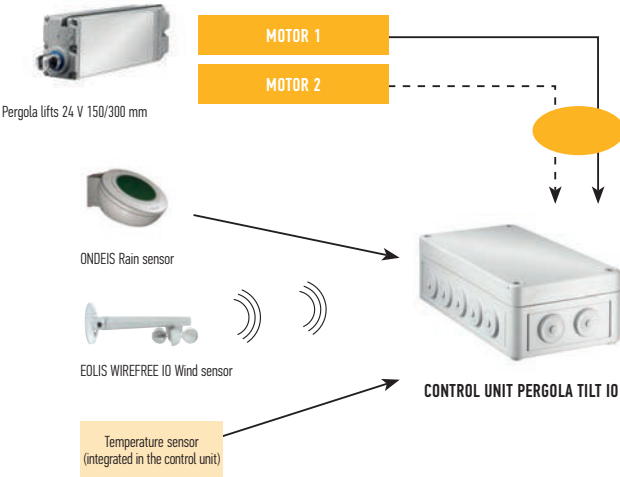 MOTOR 1
MOTOR 2
Pergola lifts 24 V 150/300 mm
ONDEIS Rain sensor
EOLIS WIREFREE IO Wind sensor
CONTROL UNIT PERGOLA TILT IO
Temperature sensor
(integrated in the control unit)